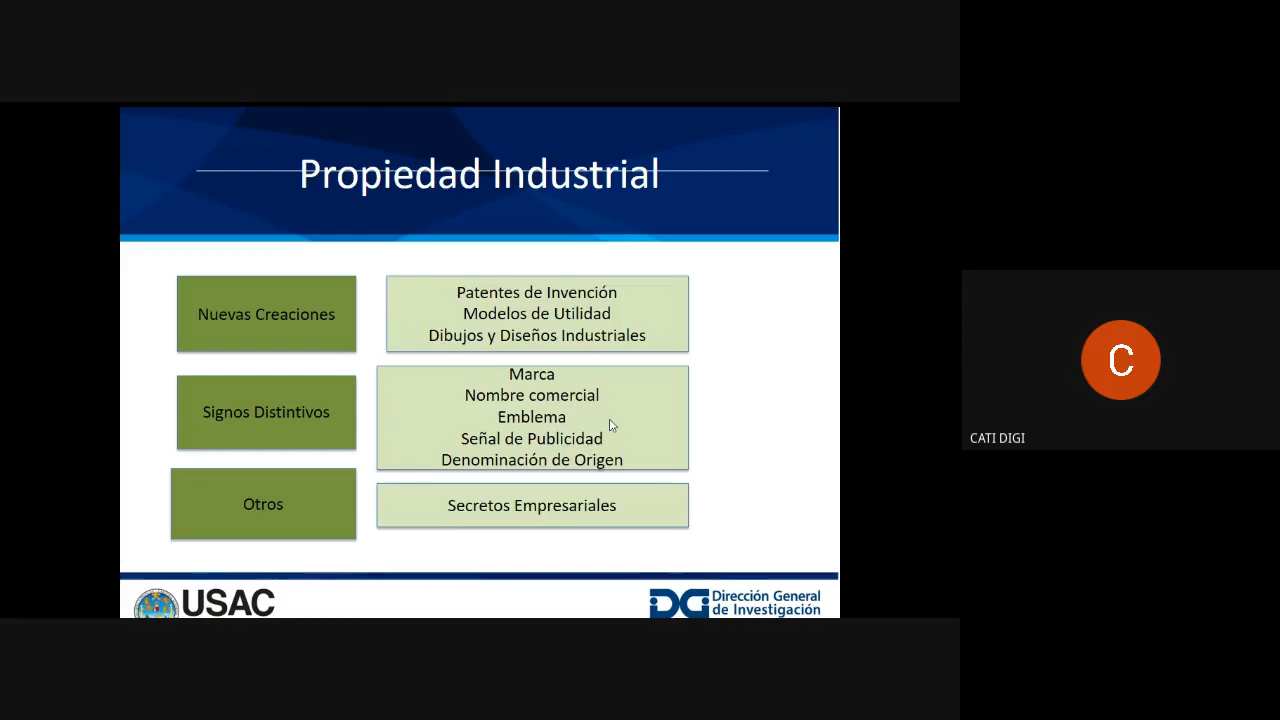 Propiedad Industrial
Nuevas Creaciones
Patentes de Invención
Modelos de Utilidad
Dibujos y Diseños Industriales
Signos Distintivos
Marca
Nombre comercial
Emblema
Señal de Publicidad
Denominación de Origen
Otros
Secretos Empresariales
USAC
DG Dirección General
de Investigación
C
CATI DIGI